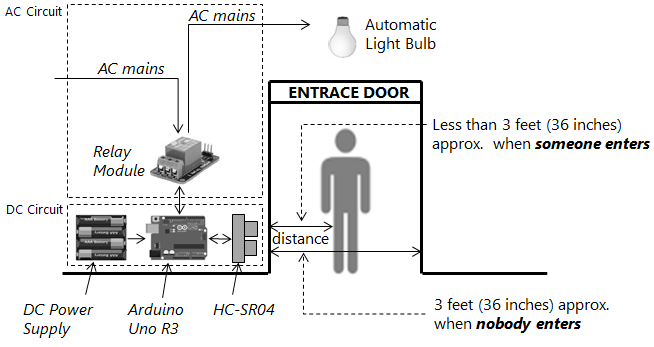 AC Circuit
AC mains
Automatic
Light Bulb
AC mains
ENTRACE DOOR
Less than 3 feet (36 inches)
approx. when someone enters
Relay
Module
DC Circuit
distance
DC Power
Supply
Arduino
Uno R3
HC-SR04
3 feet (36 inches) approx.
when nobody enters